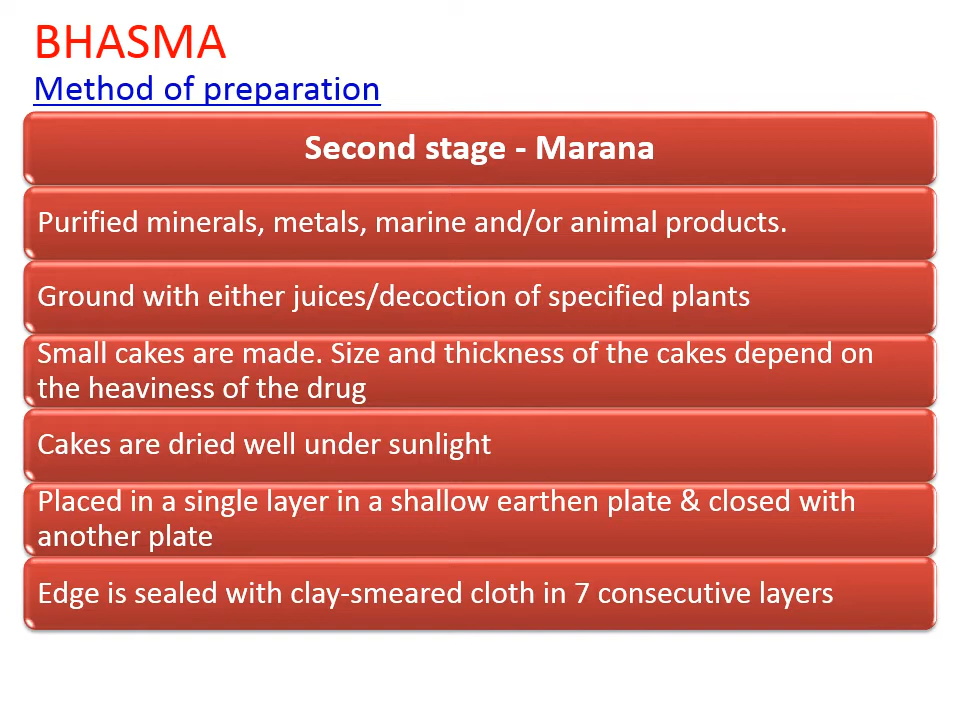 BHASMA
Method of preparation
Second stage - Marana
Purified minerals, metals, marine and/or animal products.
Ground with either juices/decoction of specified plants
Small cakes are made. Size and thickness of the cakes depend on
the heaviness of the drug
Cakes are dried well under sunlight
Placed in a single layer in a shallow earthen plate & closed with
another plate
Edge is sealed with clay-smeared cloth in 7 consecutive layers